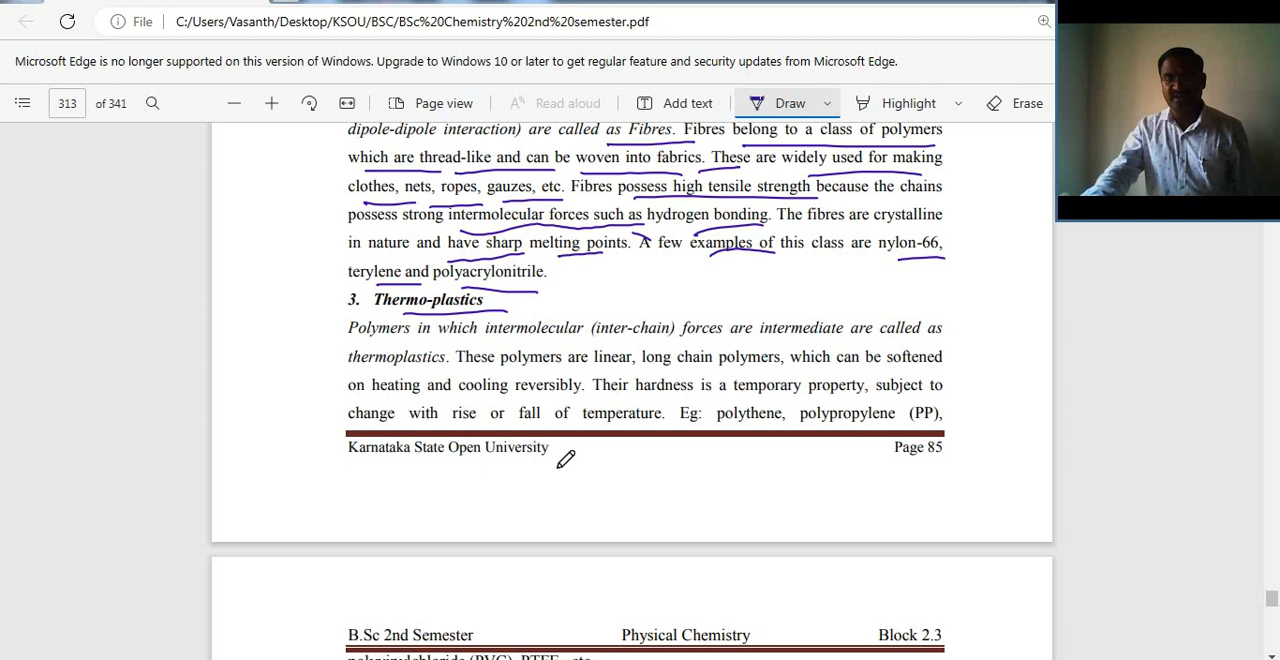 File
C:/Users/Vasanth/Desktop/KSOU/BSC/BSc%20Chemistry%202nd%20semester.pdf
Microsoft Edge is no longer supported on this version of Windows. Upgrade to Windows 10 or later to get regular feature and security updates from Microsoft Edge.
313 of 341 Page view Read aloud Add text Draw Highlight Erase
dipole-dipole interaction) are called as Fibres. Fibres belong to a class of polymers
which are thread-like and can be woven into fabrics. These are widely used for making
clothes, nets, ropes, gauzes, etc. Fibres possess high tensile strength because the chains
possess strong intermolecular forces such as hydrogen bonding. The fibres are crystalline
in nature and have sharp melting points. A few examples of this class are nylon-66,
terylene and polyacrylonitrile.
3. Thermo-plastics
Polymers in which intermolecular (inter-chain) forces are intermediate are called as
thermoplastics. These polymers are linear, long chain polymers, which can be softened
on heating and cooling reversibly. Their hardness is a temporary property, subject to
change with rise or fall of temperature. Eg: polythene, polypropylene (PP),
Karnataka State Open University Page 85
B.Sc 2nd Semester Physical Chemistry Block 2.3